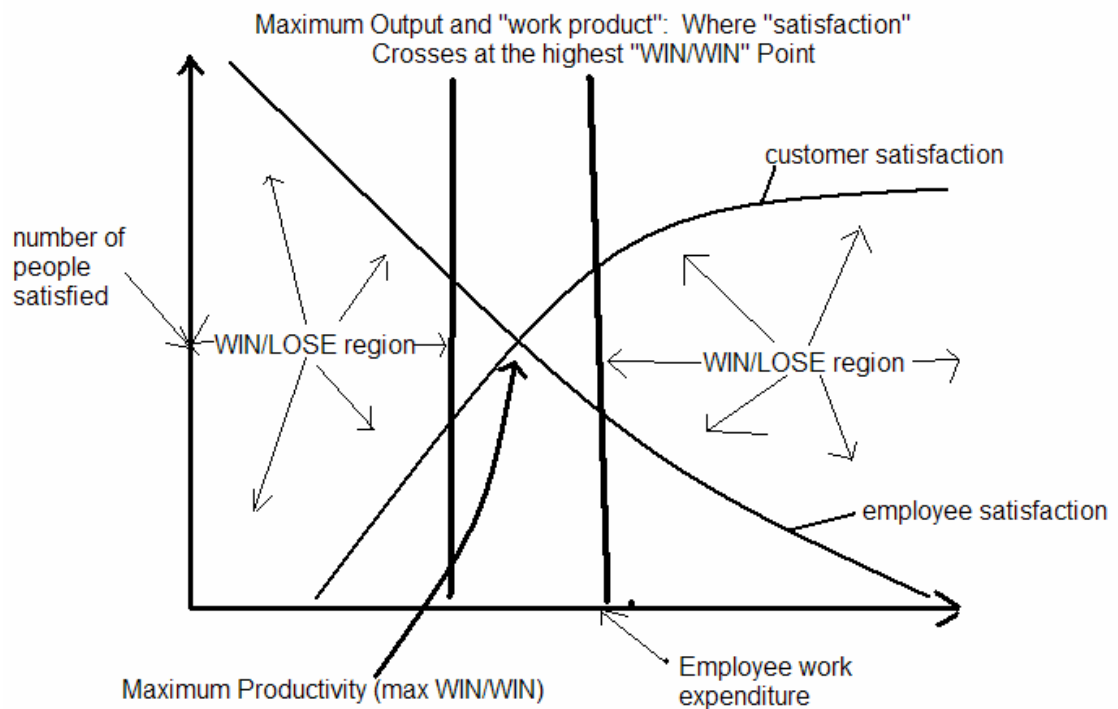 Maximum Output and "work product":  Where "satisfaction"
Crosses at the highest "WIN/WIN" Point
customer satisfaction
number of
people
satisfied
WIN/LOSE region
WIN/LOSE region
employee satisfaction
Maximum Productivity (max WIN/WIN)
Employee work
expenditure